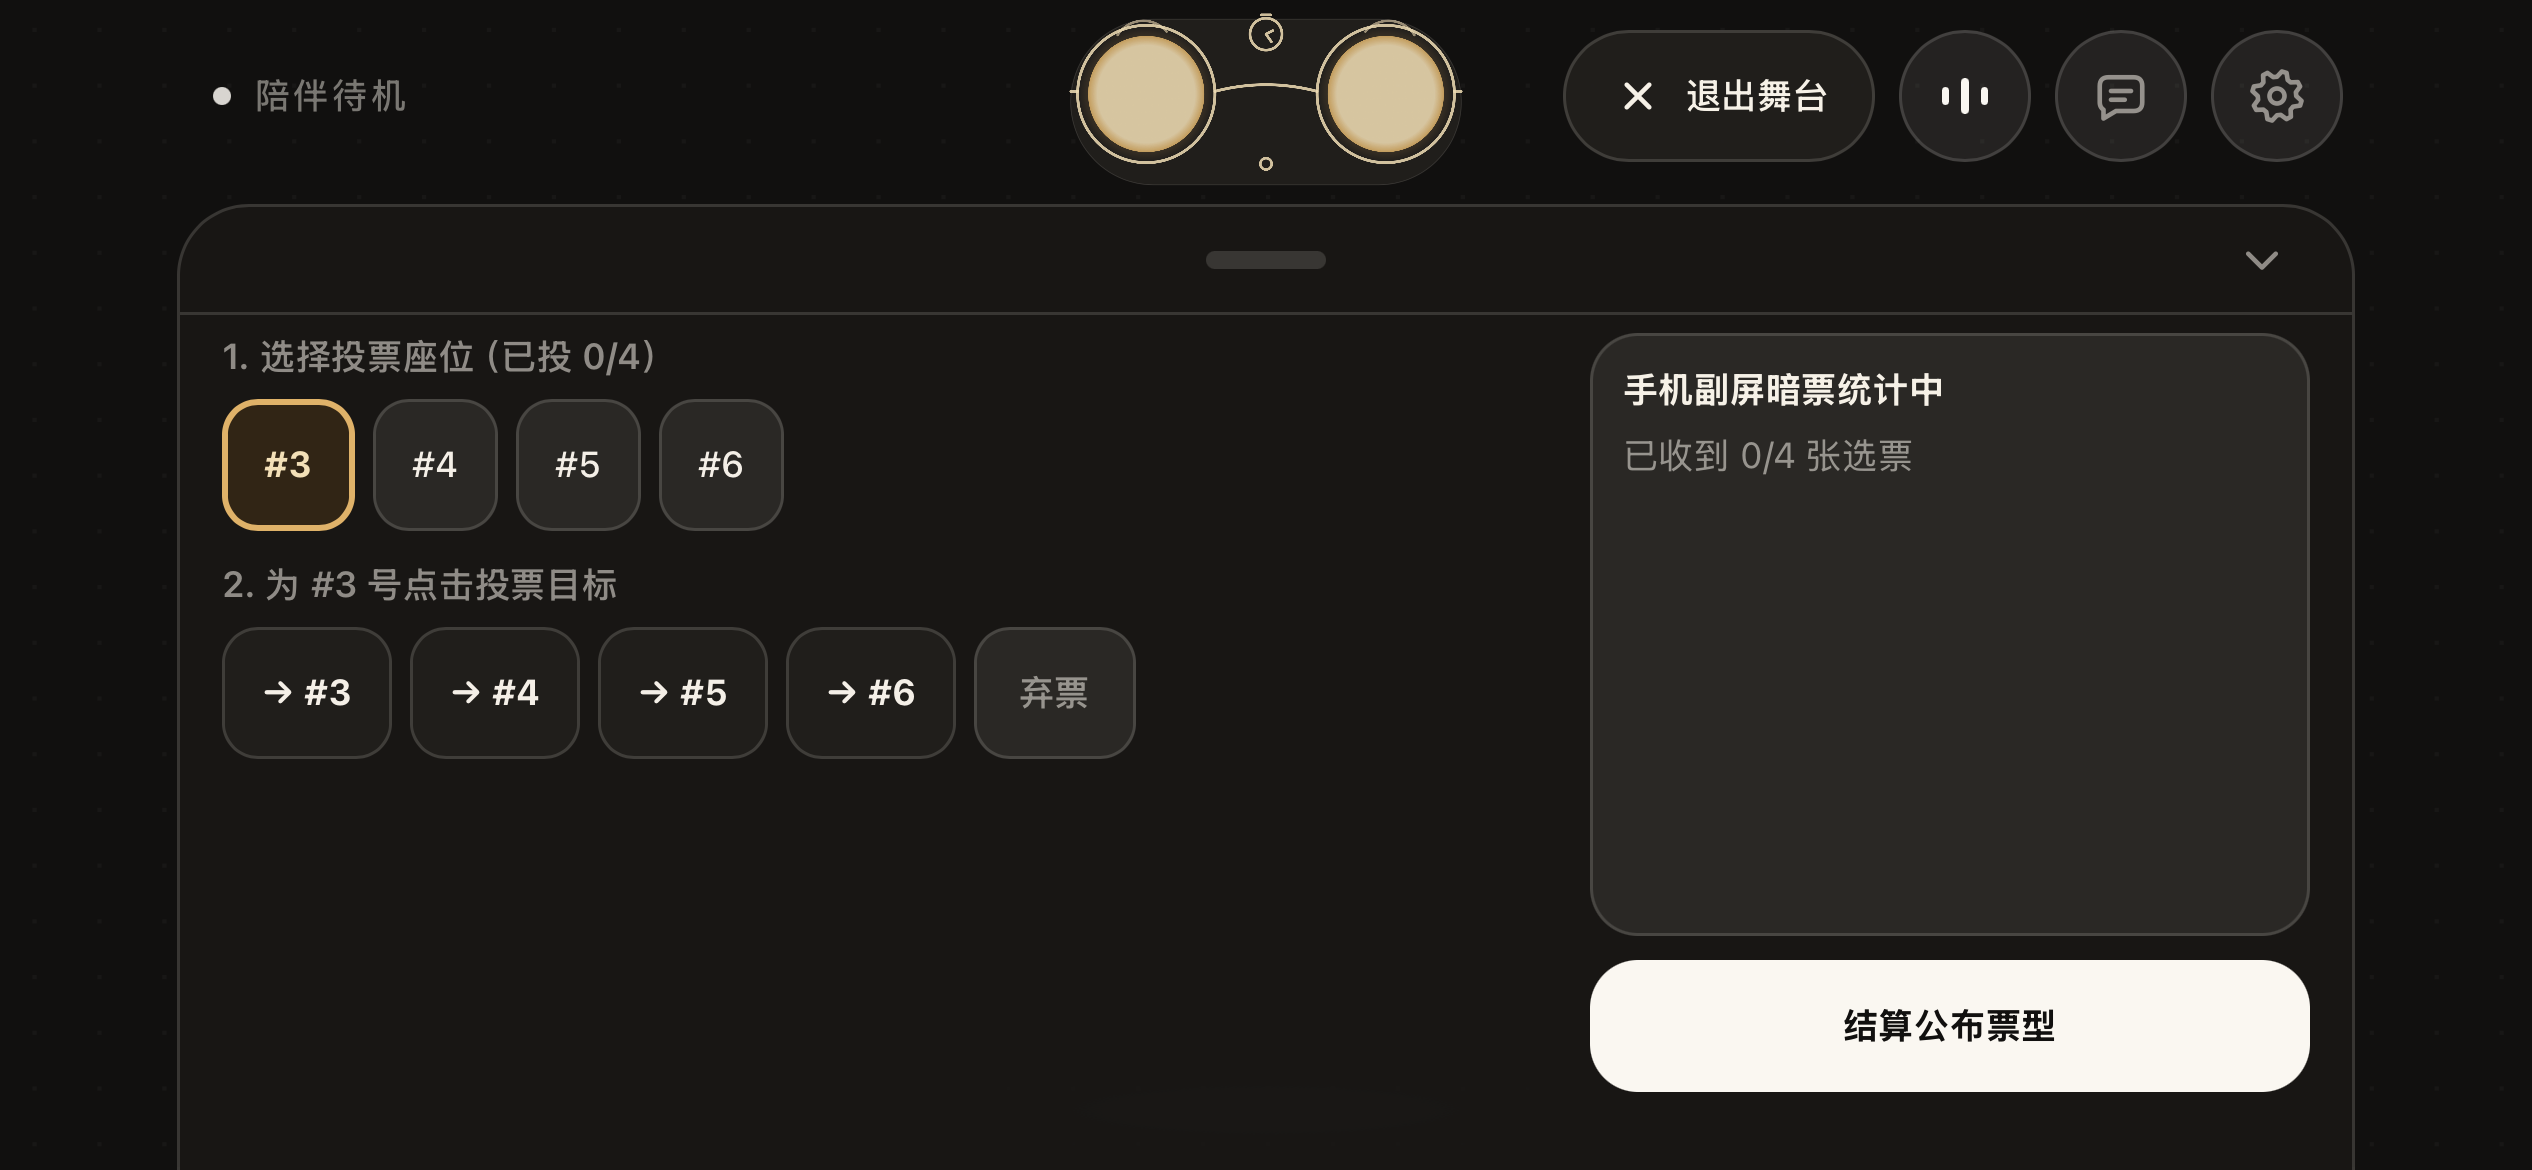 陪伴待机
退出舞台
1. 选择投票座位 (已投 0/4)
#3 #4 #5 #6
2. 为 #3 号点击投票目标
→ #3 → #4 → #5 → #6 弃票
手机副屏暗票统计中
已收到 0/4 张选票
结算公布票型